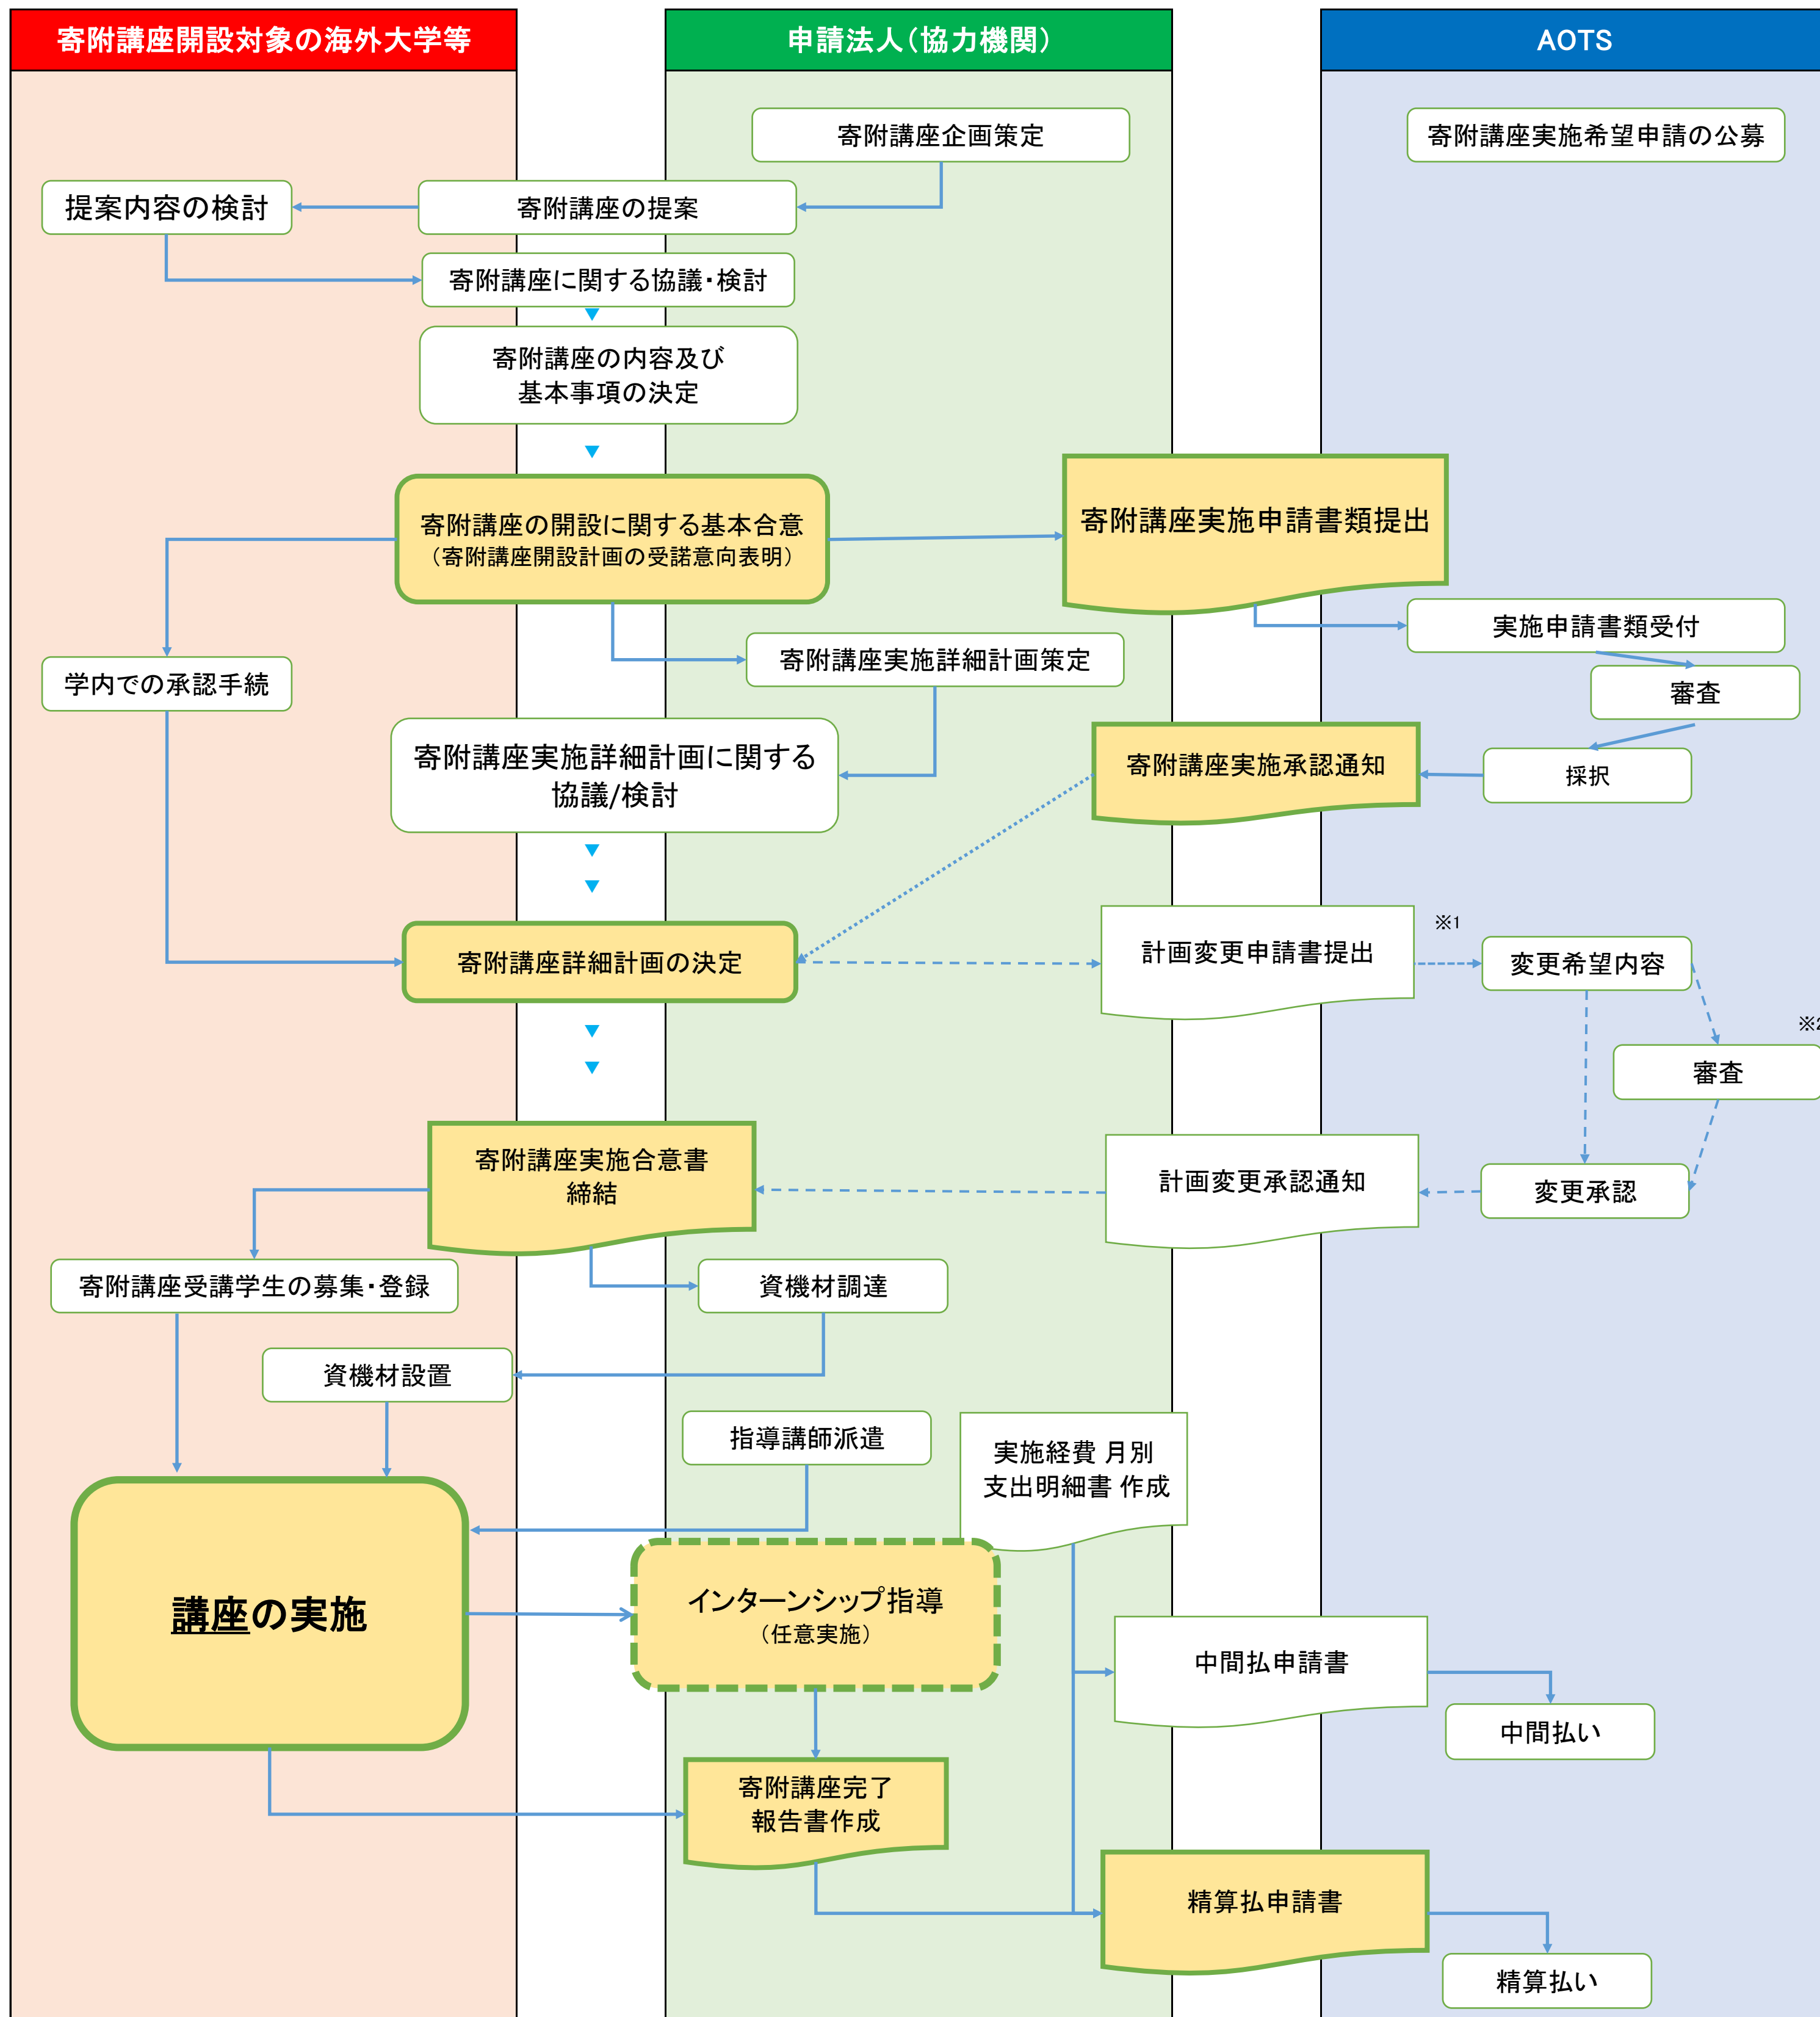 寄附講座開設対象の海外大学等
申請法人（協力機関）
AOTS
寄附講座企画策定
寄附講座実施希望申請の公募
提案内容の検討
寄附講座の提案
寄附講座に関する協議・検討
寄附講座の内容及び
基本事項の決定
寄附講座の開設に関する基本合意
（寄附講座開設計画の受諾意向表明）
寄附講座実施申請書類提出
実施申請書類受付
寄附講座実施詳細計画策定
学内での承認手続
審査
寄附講座実施詳細計画に関する
協議/検討
寄附講座実施承認通知
採択
※1
寄附講座詳細計画の決定
計画変更申請書提出
変更希望内容
※2
審査
寄附講座実施合意書
締結
計画変更承認通知
変更承認
寄附講座受講学生の募集・登録
資機材調達
資機材設置
指導講師派遣
実施経費 月別
支出明細書 作成
講座の実施
インターンシップ指導
（任意実施）
中間払申請書
中間払い
寄附講座完了
報告書作成
精算払申請書
精算払い